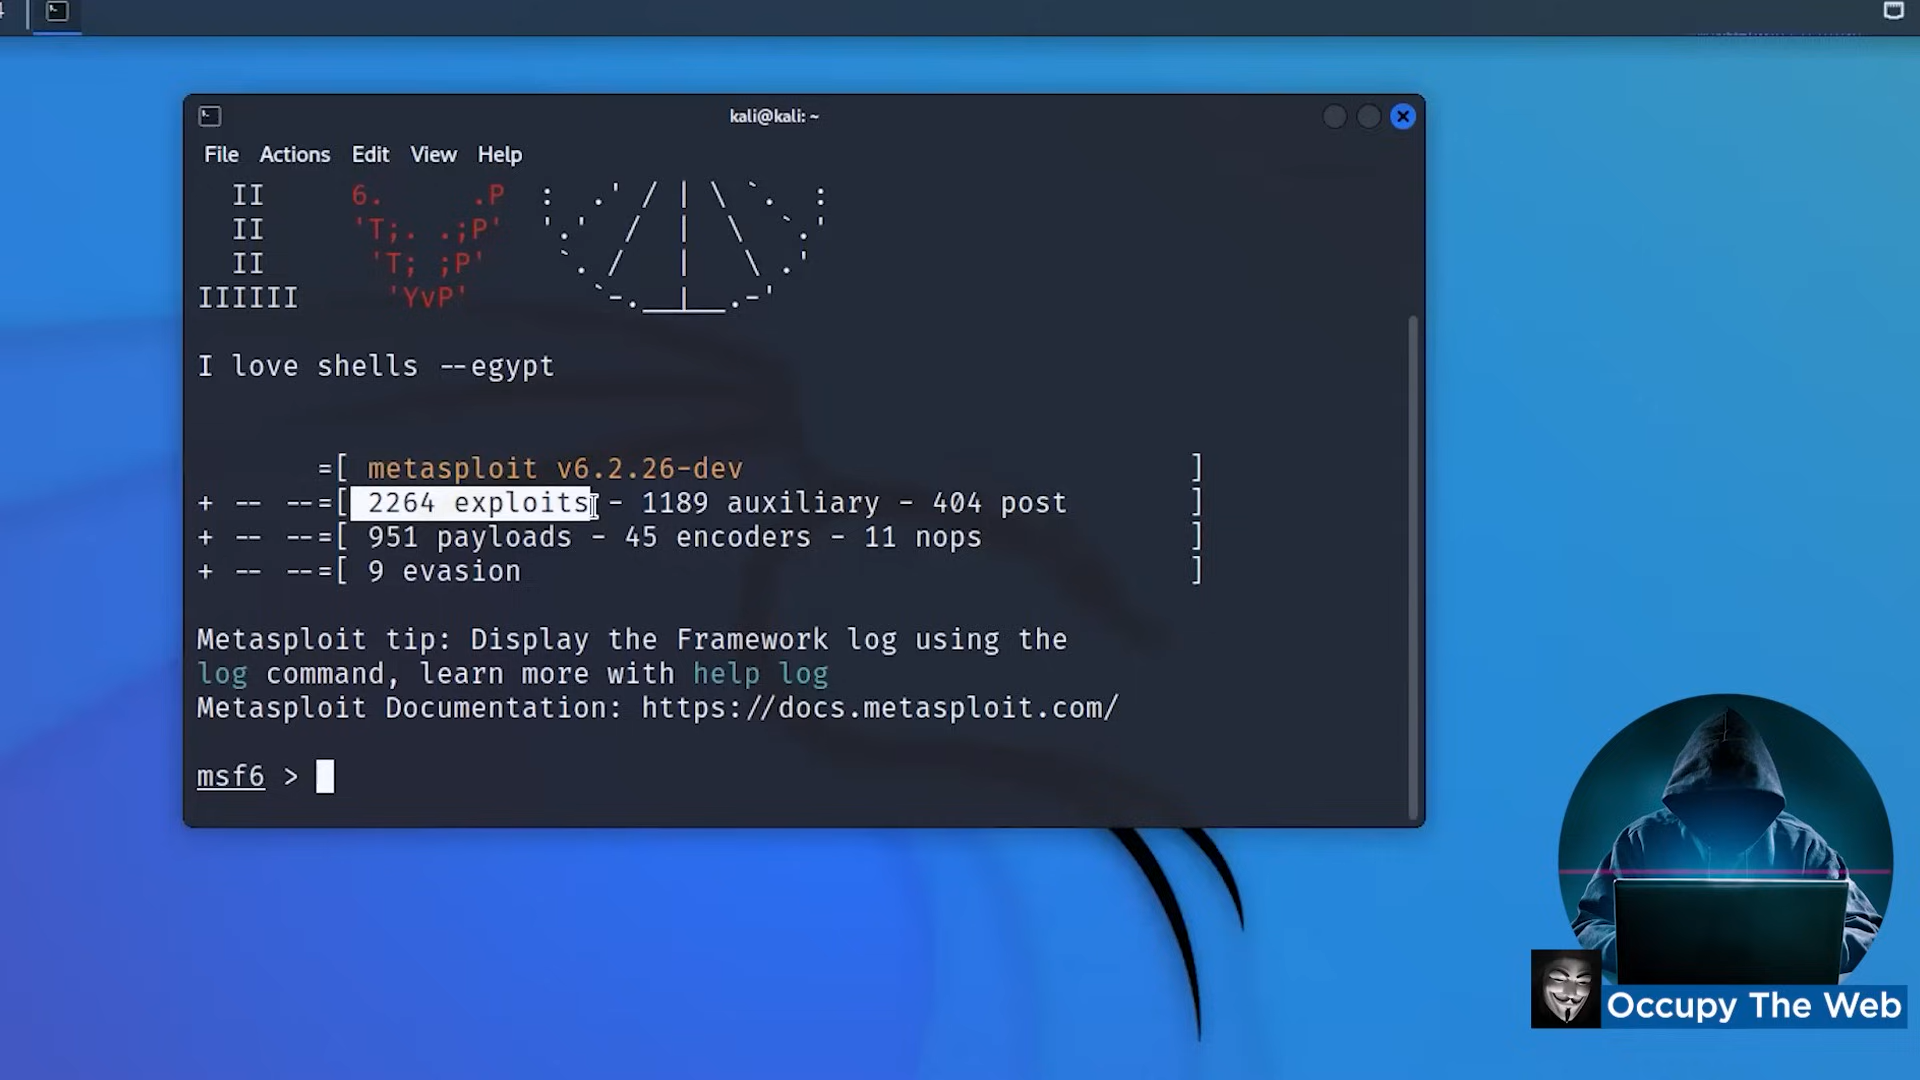 kali@kali: ~
File Actions Edit View Help
II 6. .P : .' / | \ `. :
II 'T;. .;P' '.' / | \ `.'
II 'T; ;P' `. / | \ .'
IIIIII 'YvP' `-.__|__.-'
I love shells --egypt
=[ metasploit v6.2.26-dev ]
+ -- --=[ 2264 exploits - 1189 auxiliary - 404 post ]
+ -- --=[ 951 payloads - 45 encoders - 11 nops ]
+ -- --=[ 9 evasion ]
Metasploit tip: Display the Framework log using the
log command, learn more with help log
Metasploit Documentation: https://docs.metasploit.com/
msf6 >
Occupy The Web